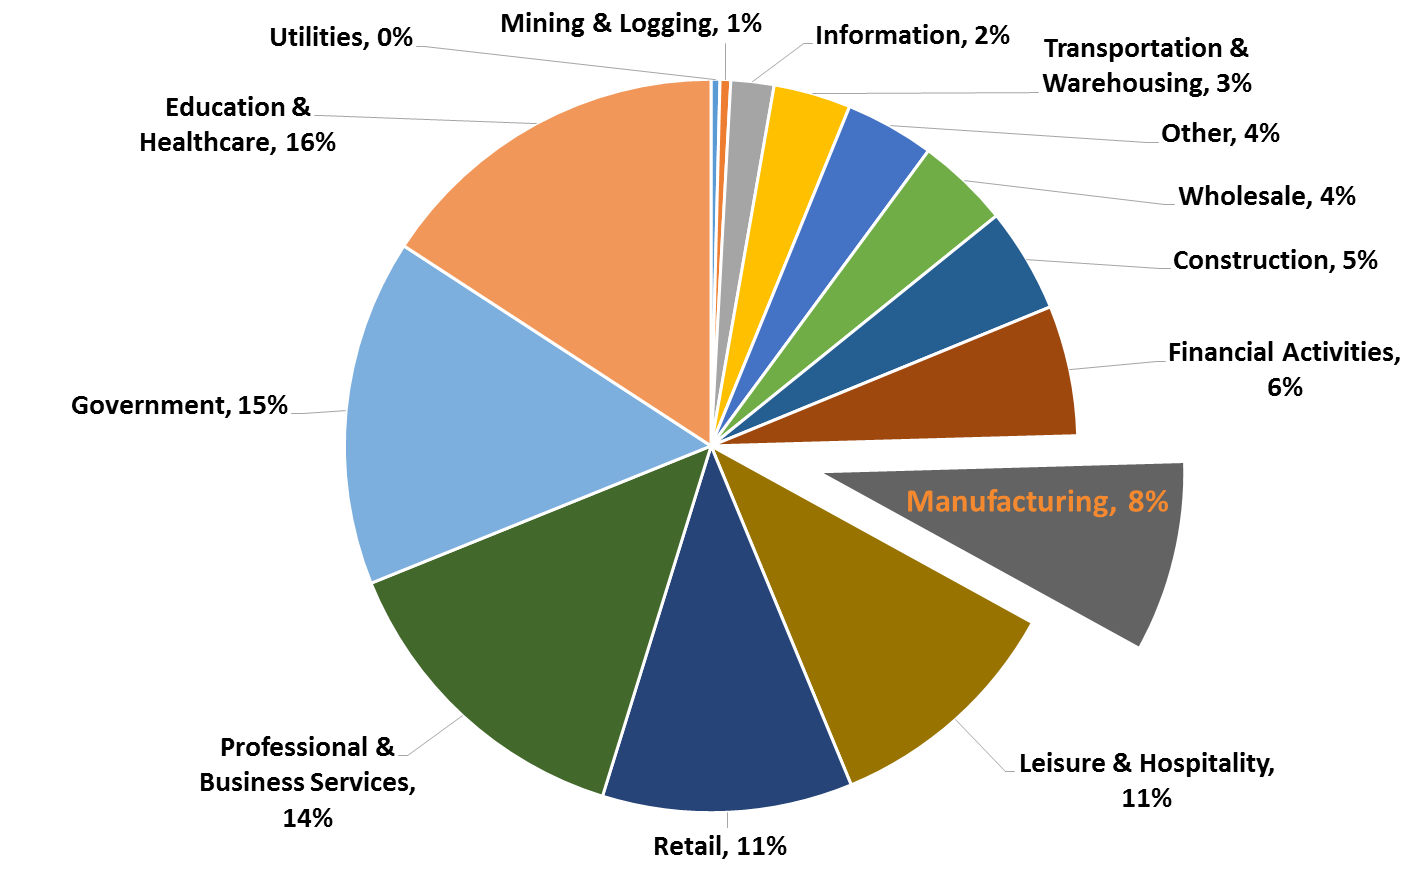 Utilities, 0%
Mining & Logging, 1%
Information, 2%
Transportation &
Warehousing, 3%
Other, 4%
Wholesale, 4%
Construction, 5%
Financial Activities,
6%
Manufacturing, 8%
Leisure & Hospitality,
11%
Retail, 11%
Professional &
Business Services,
14%
Government, 15%
Education &
Healthcare, 16%